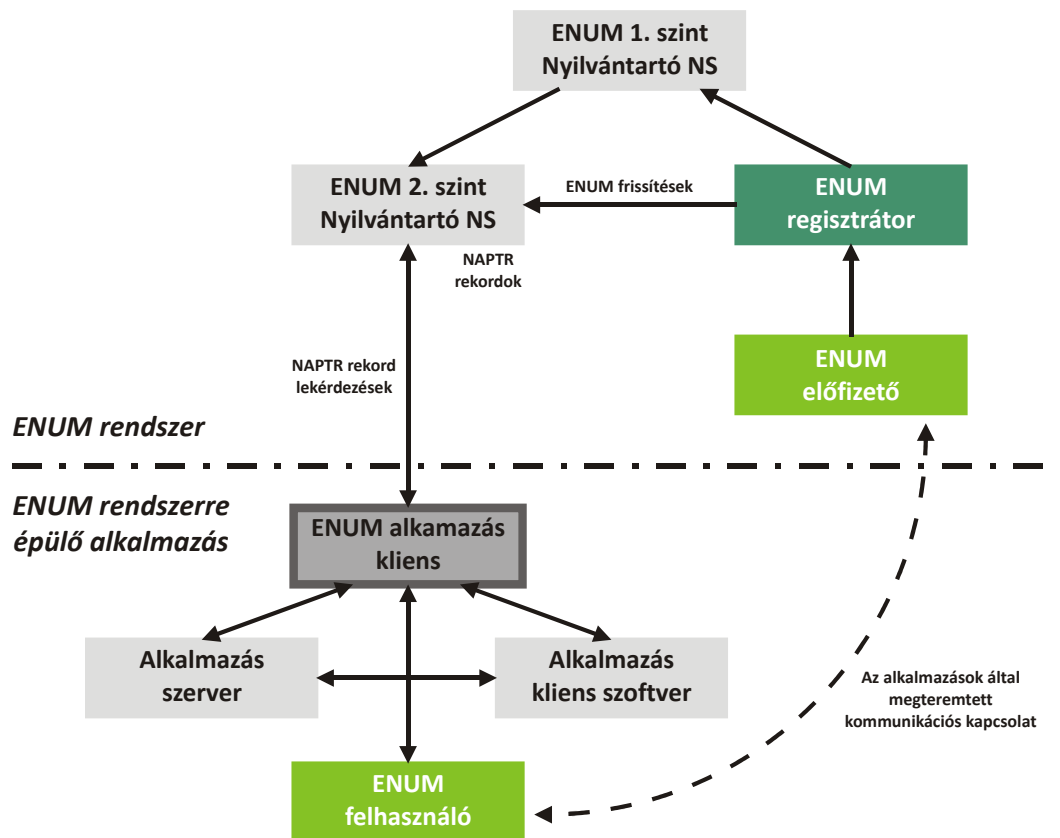 ENUM 1. szint
Nyilvántartó NS
ENUM 2. szint
Nyilvántartó NS
ENUM frissítések
ENUM
regisztrátor
NAPTR
rekordok
NAPTR rekord
lekérdezések
ENUM
előfizető
ENUM rendszer
ENUM rendszerre
épülő alkalmazás
ENUM alkamazás
kliens
Alkalmazás
szerver
Alkalmazás
kliens szoftver
Az alkalmazások által
megteremtett
kommunikációs kapcsolat
ENUM
felhasználó